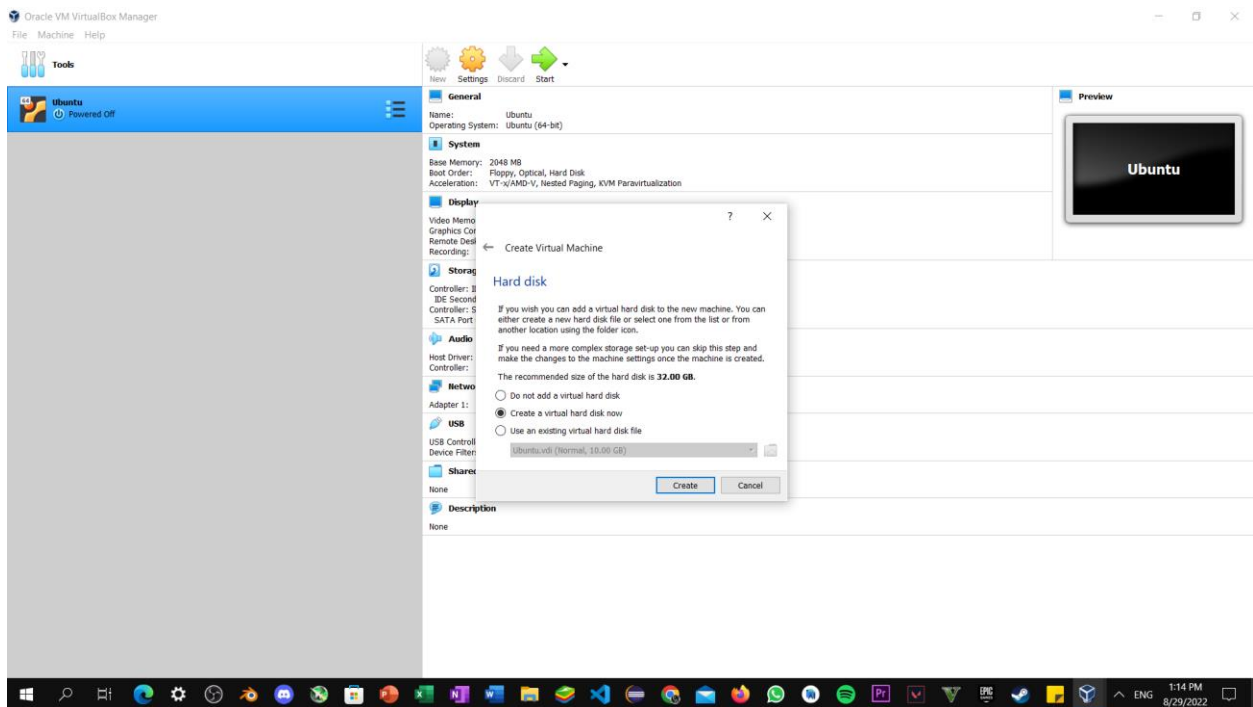 Oracle VM VirtualBox Manager
File Machine Help
Tools
New Settings Discard Start
64
Ubuntu
Powered Off
General
Name: Ubuntu
Operating System: Ubuntu (64-bit)
System
Base Memory: 2048 MB
Boot Order: Floppy, Optical, Hard Disk
Acceleration: VT-x/AMD-V, Nested Paging, KVM Paravirtualization
Display
Video Memo
Graphics Cor
Remote Desk
Recording:
Storag
Controller: I
IDE Second
Controller: S
SATA Port
Audio
Host Driver:
Controller:
Netwo
Adapter 1:
USB
USB Controll
Device Filter
Shared
None
Description
None
Preview
Ubuntu
?
Create Virtual Machine
Hard disk
If you wish you can add a virtual hard disk to the new machine. You can
either create a new hard disk file or select one from the list or from
another location using the folder icon.
If you need a more complex storage set-up you can skip this step and
make the changes to the machine settings once the machine is created.
The recommended size of the hard disk is 32.00 GB.
Do not add a virtual hard disk
Create a virtual hard disk now
Use an existing virtual hard disk file
Ubuntu.vdi (Normal, 10.00 GB)
Create Cancel
Pr
EPIC
ENG
1:14 PM
8/29/2022